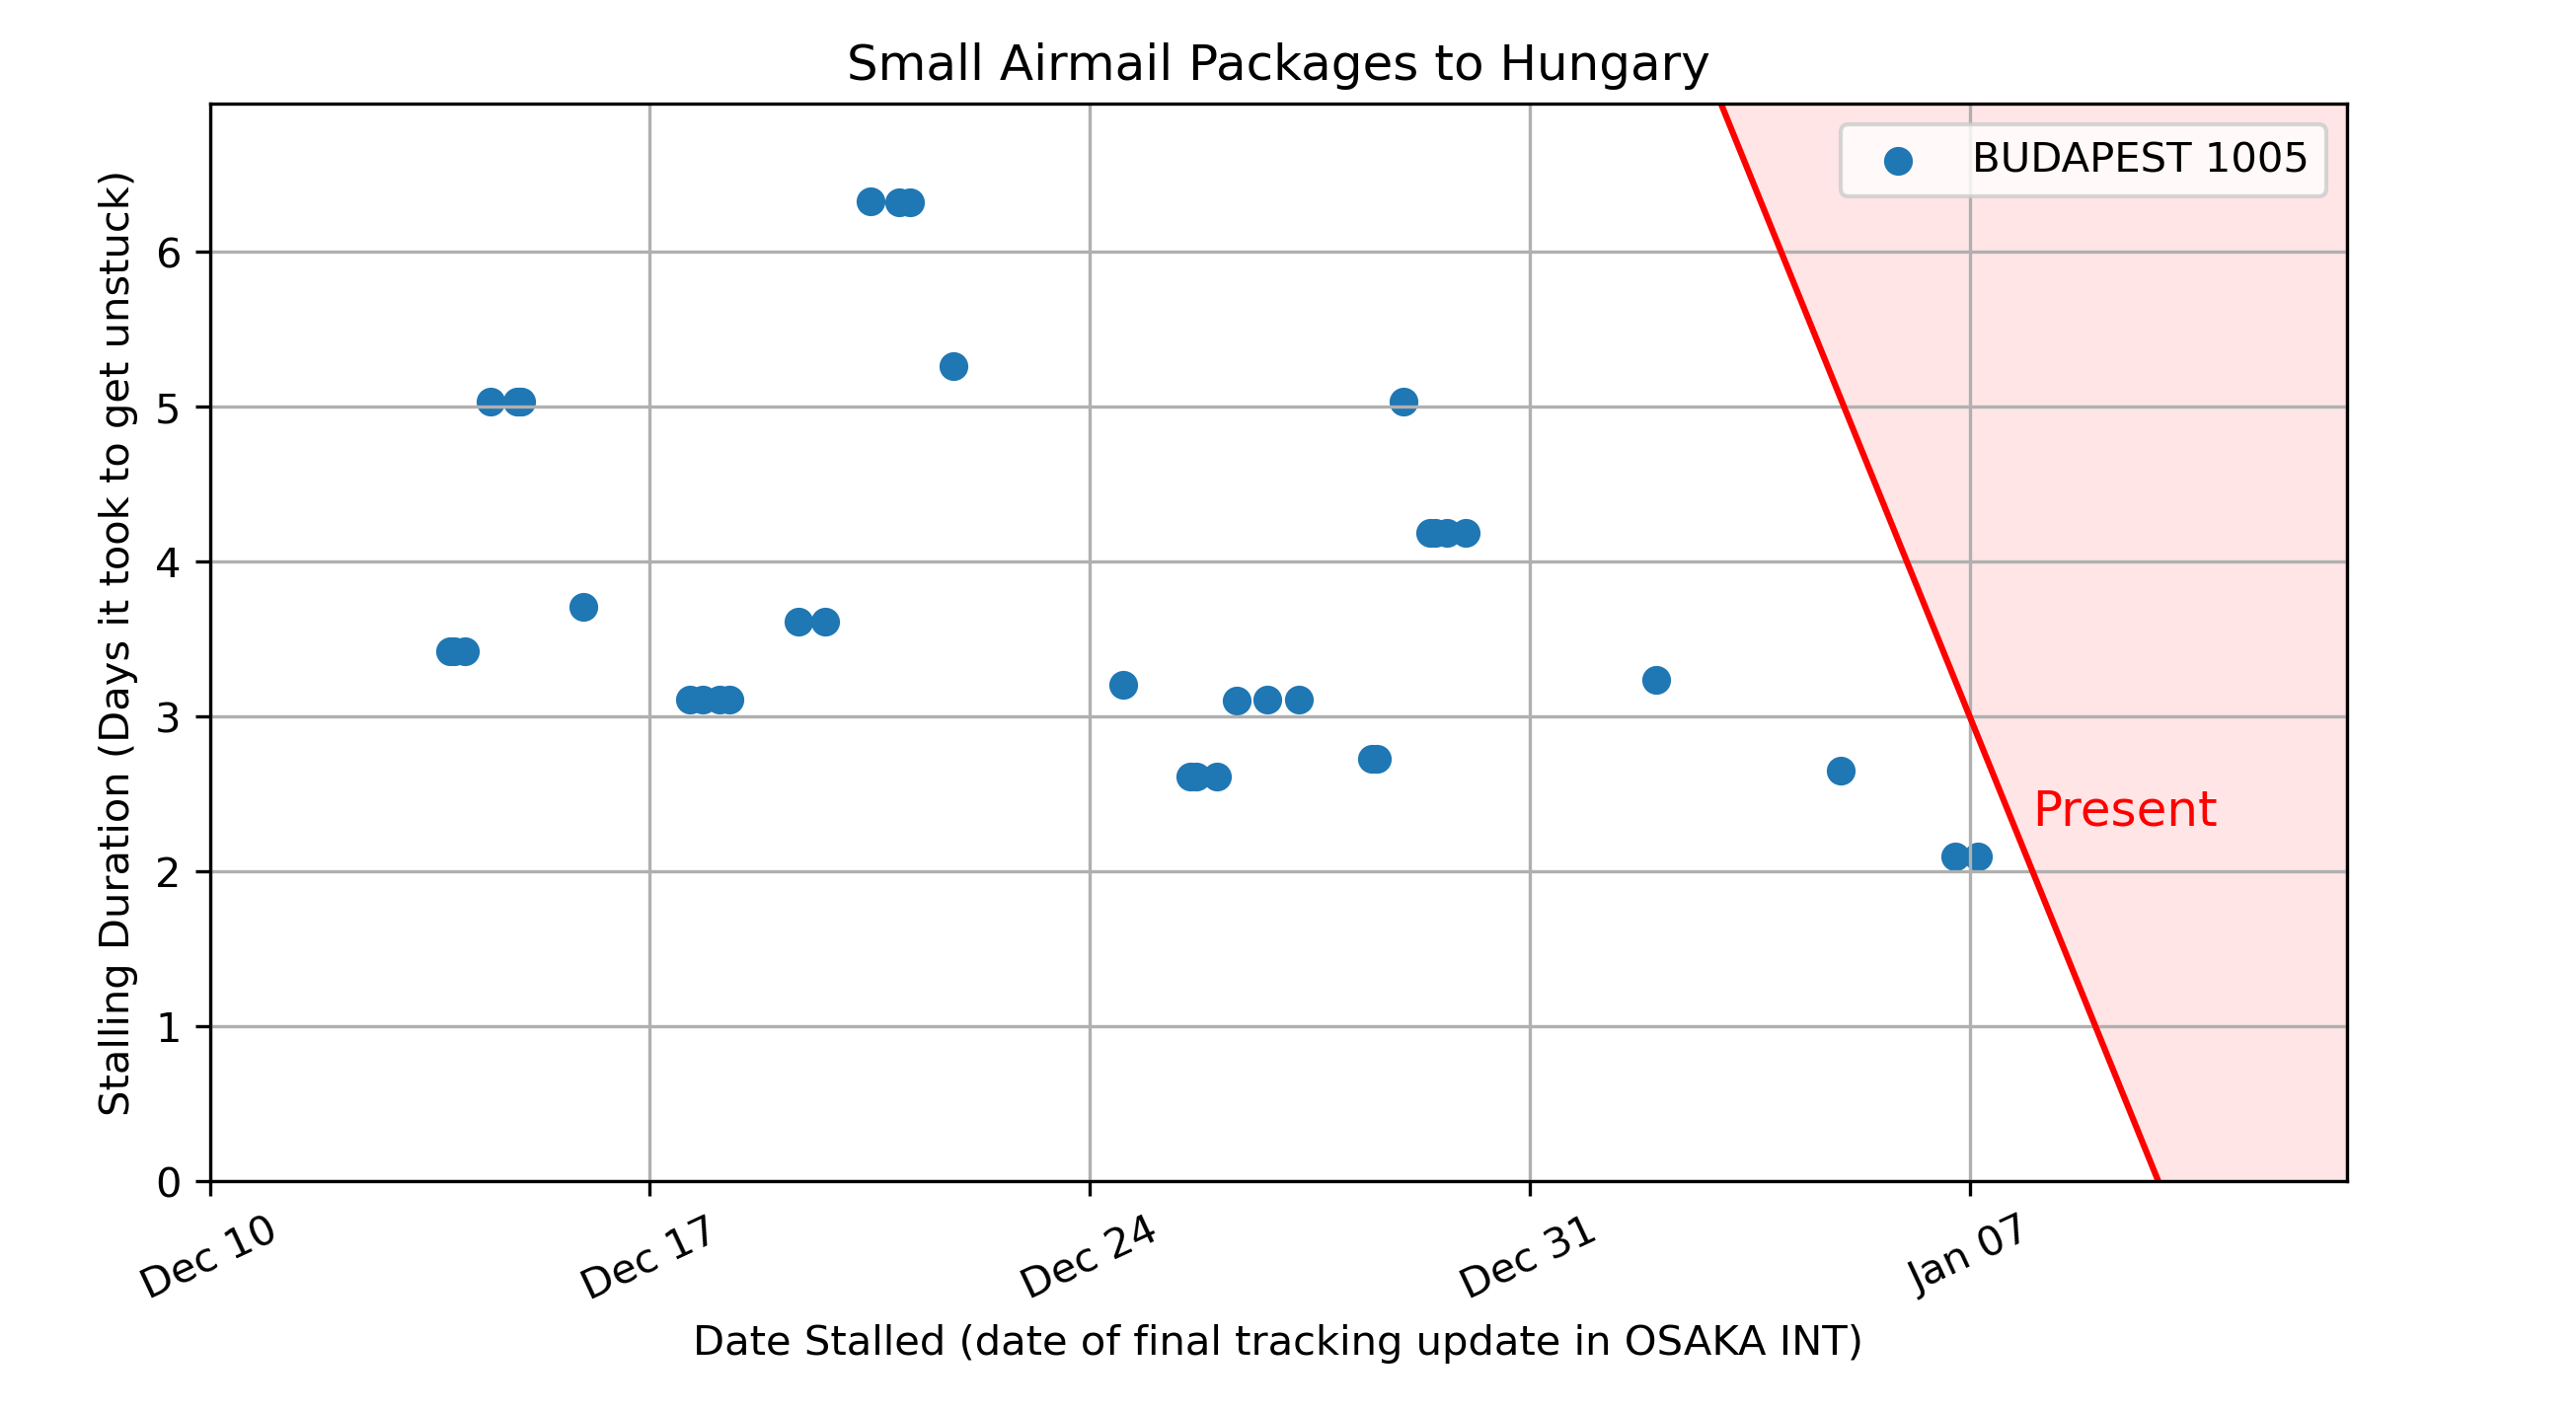 Small Airmail Packages to Hungary
BUDAPEST 1005
Stalling Duration (Days it took to get unstuck)
6
5
4
3
2
1
0
Present
Dec 10
Dec 17
Dec 24
Dec 31
Jan 07
Date Stalled (date of final tracking update in OSAKA INT)